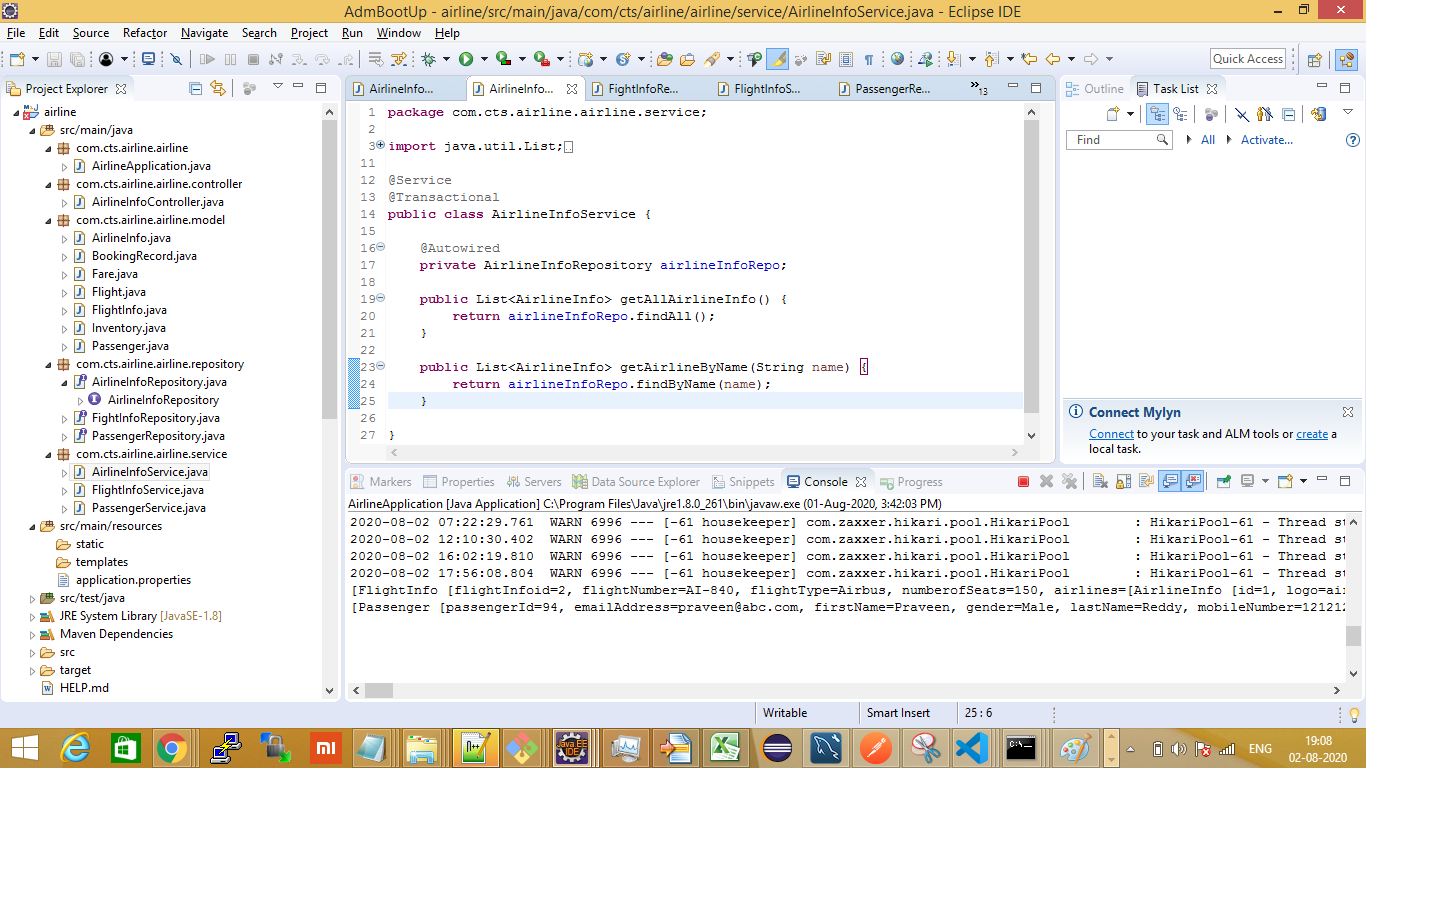 AdmBootUp - airline/src/main/java/com/cts/airline/airline/service/AirlineInfoService.java - Eclipse IDE
File Edit Source Refactor Navigate Search Project Run Window Help
Quick Access
Project Explorer
airline
src/main/java
com.cts.airline.airline
AirlineApplication.java
com.cts.airline.airline.controller
AirlineInfoController.java
com.cts.airline.airline.model
AirlineInfo.java
BookingRecord.java
Fare.java
Flight.java
FlightInfo.java
Inventory.java
Passenger.java
com.cts.airline.airline.repository
AirlineInfoRepository.java
AirlineInfoRepository
FightInfoRepository.java
PassengerRepository.java
com.cts.airline.airline.service
AirlineInfoService.java
FlightInfoService.java
PassengerService.java
src/main/resources
static
templates
application.properties
src/test/java
JRE System Library [JavaSE-1.8]
Maven Dependencies
src
target
HELP.md
AirlineInfo... AirlineInfo... FightInfoRe... FlightInfoS... PassengerRe... »13
1 package com.cts.airline.airline.service;
2
3 import java.util.List;
11
12 @Service
13 @Transactional
14 public class AirlineInfoService {
15
16 @Autowired
17 private AirlineInfoRepository airlineInfoRepo;
18
19 public List<AirlineInfo> getAllAirlineInfo() {
20 return airlineInfoRepo.findAll();
21 }
22
23 public List<AirlineInfo> getAirlineByName(String name) {
24 return airlineInfoRepo.findByName(name);
25 }
26
27 }
Outline Task List
Find All Activate...
Connect Mylyn
Connect to your task and ALM tools or create a
local task.
Markers Properties Servers Data Source Explorer Snippets Console Progress
AirlineApplication [Java Application] C:\Program Files\Java\jre1.8.0_261\bin\javaw.exe (01-Aug-2020, 3:42:03 PM)
2020-08-02 07:22:29.761 WARN 6996 --- [-61 housekeeper] com.zaxxer.hikari.pool.HikariPool : HikariPool-61 - Thread st
2020-08-02 12:10:30.402 WARN 6996 --- [-61 housekeeper] com.zaxxer.hikari.pool.HikariPool : HikariPool-61 - Thread st
2020-08-02 16:02:19.810 WARN 6996 --- [-61 housekeeper] com.zaxxer.hikari.pool.HikariPool : HikariPool-61 - Thread st
2020-08-02 17:56:08.804 WARN 6996 --- [-61 housekeeper] com.zaxxer.hikari.pool.HikariPool : HikariPool-61 - Thread st
[FlightInfo [flightInfoid=2, flightNumber=AI-840, flightType=Airbus, numberofSeats=150, airlines=[AirlineInfo [id=1, logo=air
[Passenger [passengerId=94, emailAddress=praveen@abc.com, firstName=Praveen, gender=Male, lastName=Reddy, mobileNumber=121212
Writable Smart Insert 25 : 6
ENG
19:08
02-08-2020